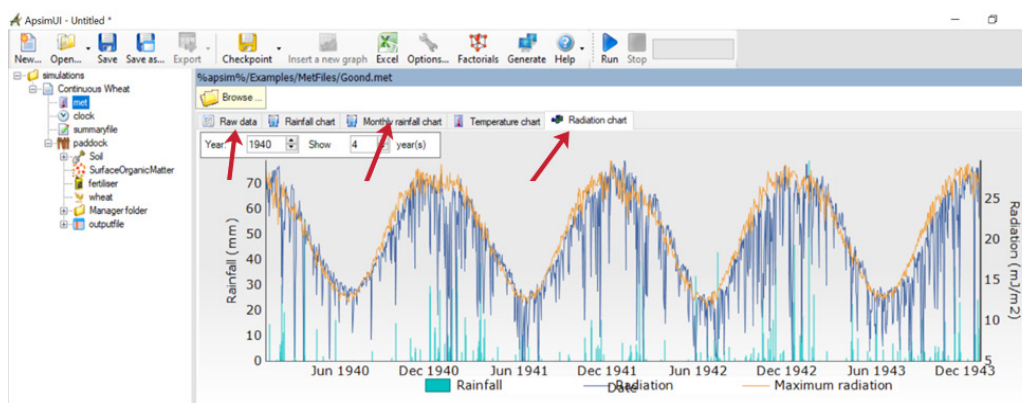 ApsimUI - Untitled *
New... Open... Save Save as... Export Checkpoint Insert a new graph Excel Options... Factorials Generate Help Run Stop
simulations
Continuous Wheat
met
clock
summaryfile
paddock
Soil
SurfaceOrganicMatter
fertiliser
wheat
Manager folder
outputfile
%apsim%/Examples/MetFiles/Goond.met
Browse ...
Raw data Rainfall chart Monthly rainfall chart Temperature chart Radiation chart
Year: 1940 Show 4 year(s)
Rainfall (mm)
70
60
50
40
30
20
10
0
25
20
15
10
5
Radiation (mJ/m2)
Jun 1940 Dec 1940 Jun 1941 Dec 1941 Jun 1942 Dec 1942 Jun 1943 Dec 1943
Date
Rainfall Radiation Maximum radiation